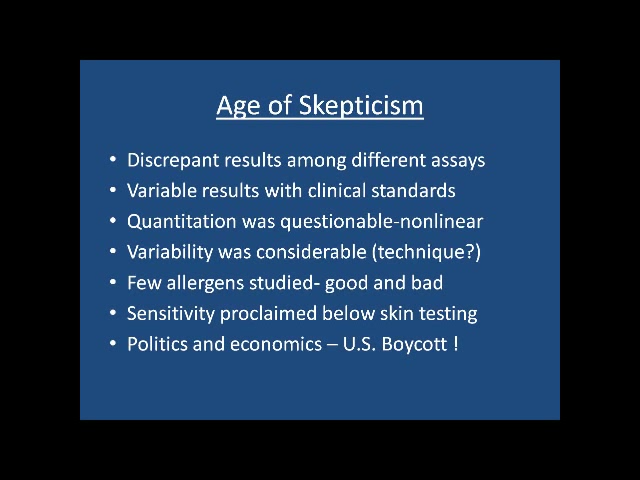 Age of Skepticism
• Discrepant results among different assays
• Variable results with clinical standards
• Quantitation was questionable-nonlinear
• Variability was considerable (technique?)
• Few allergens studied- good and bad
• Sensitivity proclaimed below skin testing
• Politics and economics – U.S. Boycott !